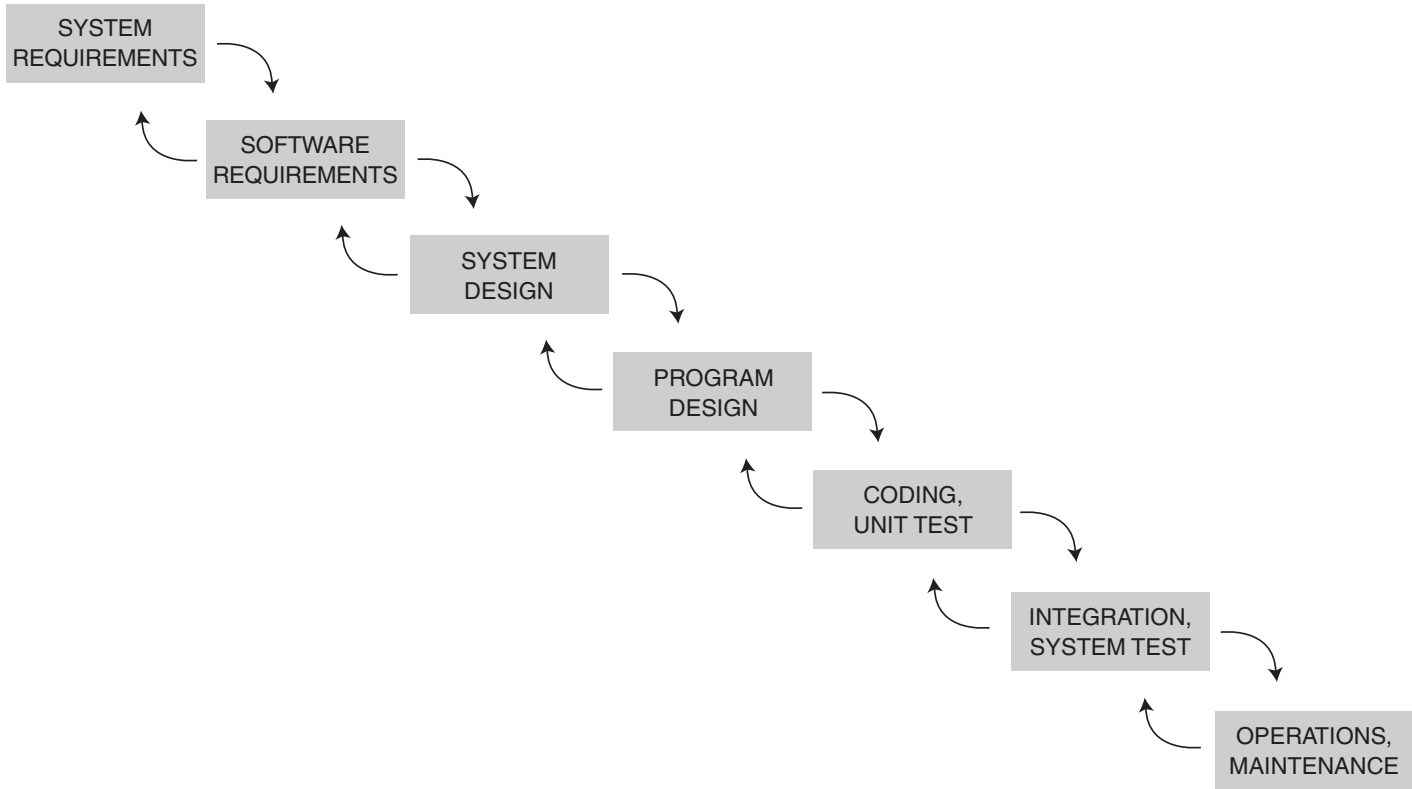 SYSTEM
REQUIREMENTS
SOFTWARE
REQUIREMENTS
SYSTEM
DESIGN
PROGRAM
DESIGN
CODING,
UNIT TEST
INTEGRATION,
SYSTEM TEST
OPERATIONS,
MAINTENANCE